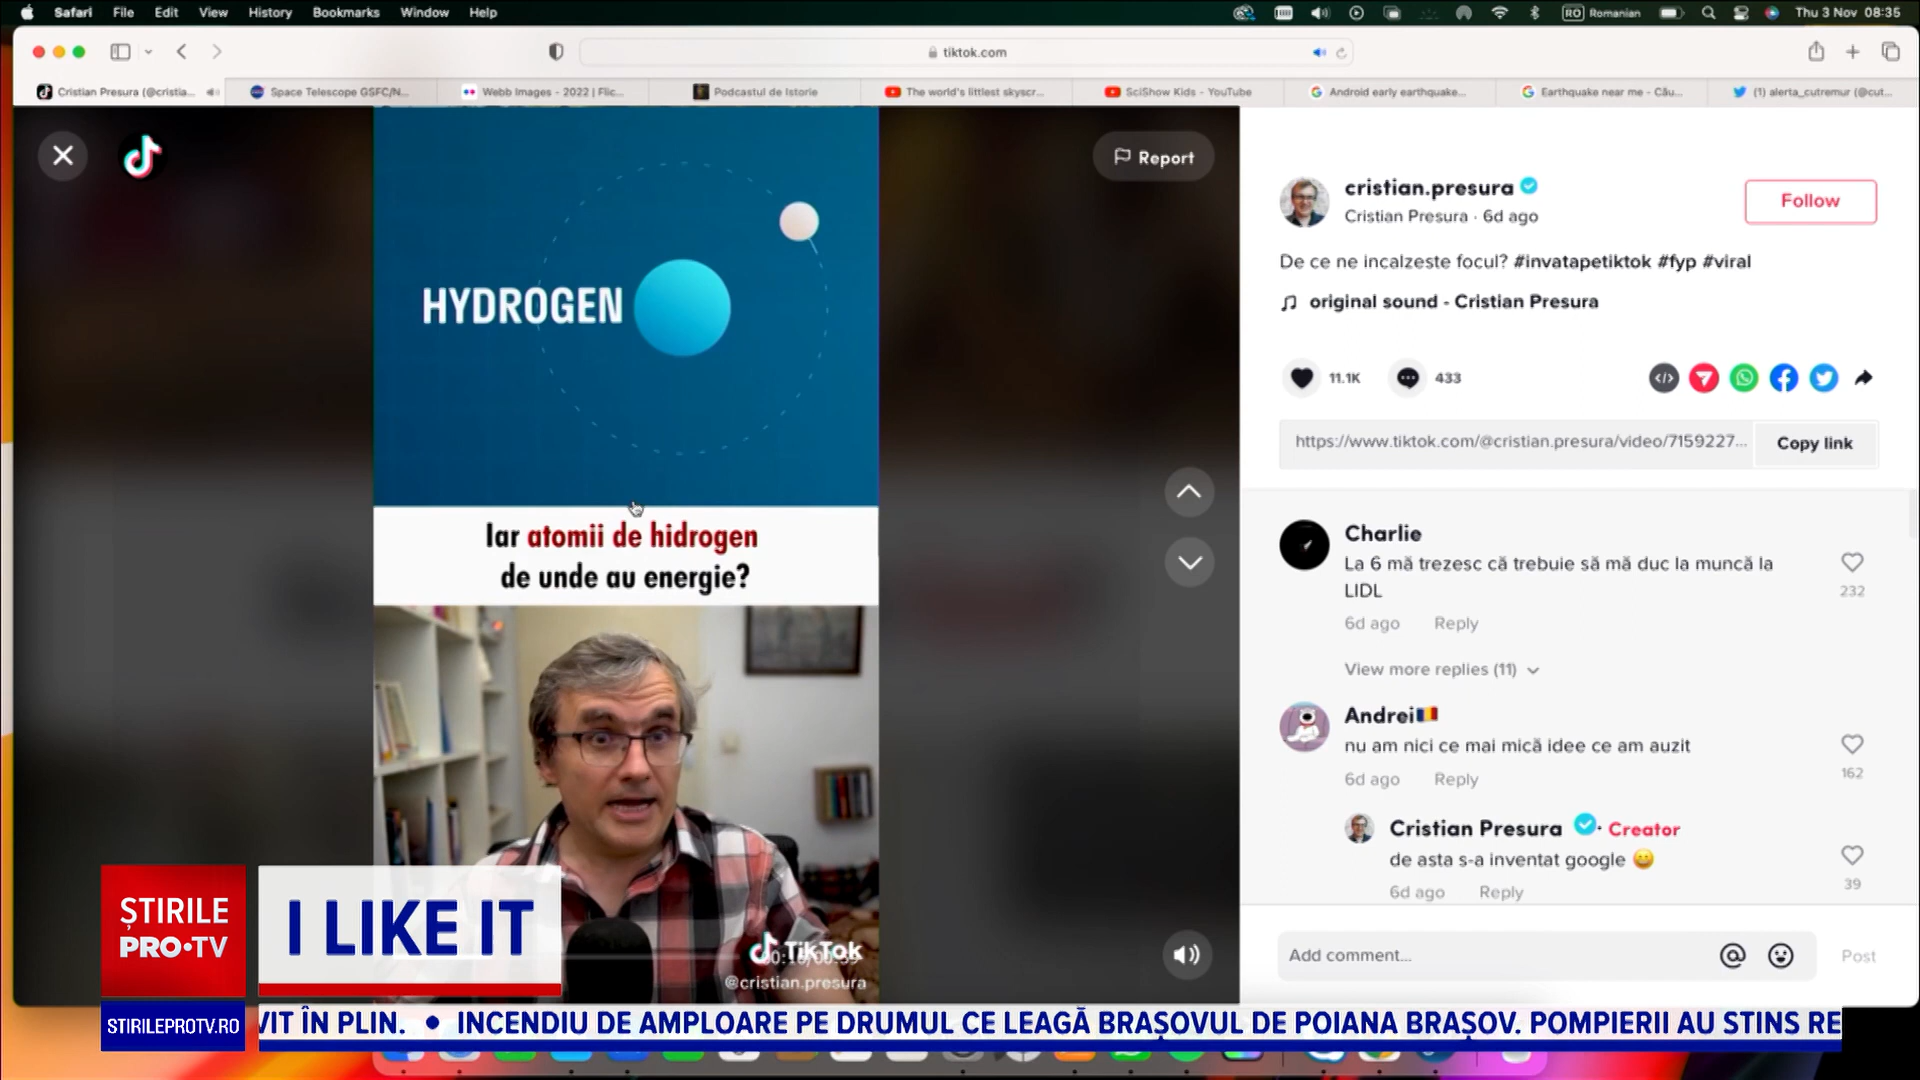 Safari File Edit View History Bookmarks Window Help
RO Romanian Thu 3 Nov 08:35
tiktok.com
Cristian Presura (@cristia...
Space Telescope GSFC/N...
Webb Images - 2022 | Flic...
Podcastul de Istorie
The world's littlest skyscr...
SciShow Kids - YouTube
Android early earthquake...
Earthquake near me - Cău...
(1) alerta_cutremur (@cut...
Report
HYDROGEN
Iar atomii de hidrogen
de unde au energie?
TikTok
@cristian.presura
cristian.presura
Cristian Presura · 6d ago
Follow
De ce ne incalzeste focul? #invatapetiktok #fyp #viral
original sound - Cristian Presura
11.1K
433
https://www.tiktok.com/@cristian.presura/video/7159227...
Copy link
Charlie
La 6 mă trezesc că trebuie să mă duc la muncă la
LIDL
232
6d ago Reply
View more replies (11)
Andrei
nu am nici ce mai mică idee ce am auzit
162
6d ago Reply
Cristian Presura · Creator
de asta s-a inventat google
39
6d ago Reply
Add comment...
Post
ȘTIRILE
PRO•TV
I LIKE IT
STIRILEPROTV.RO
VIT ÎN PLIN. • INCENDIU DE AMPLOARE PE DRUMUL CE LEAGĂ BRAȘOVUL DE POIANA BRAȘOV. POMPIERII AU STINS RE